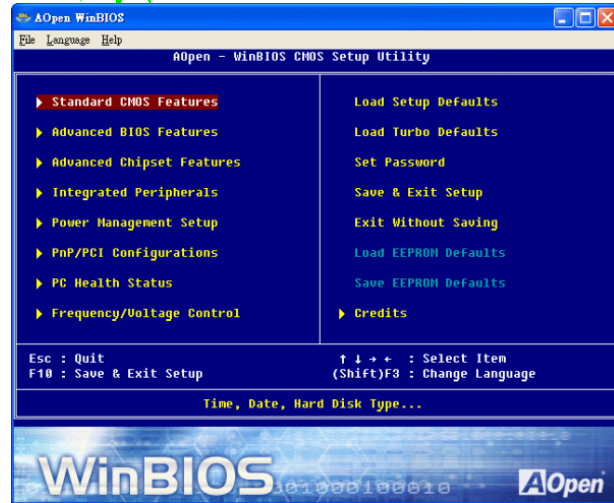 AOpen WinBIOS
File Language Help
AOpen - WinBIOS CMOS Setup Utility
Standard CMOS Features
Advanced BIOS Features
Advanced Chipset Features
Integrated Peripherals
Power Management Setup
PnP/PCI Configurations
PC Health Status
Frequency/Voltage Control
Load Setup Defaults
Load Turbo Defaults
Set Password
Save & Exit Setup
Exit Without Saving
Load EEPROM Defaults
Save EEPROM Defaults
Credits
Esc : Quit
F10 : Save & Exit Setup
↑ ↓ → ← : Select Item
(Shift)F3 : Change Language
Time, Date, Hard Disk Type...
WinBIOS
AOpen